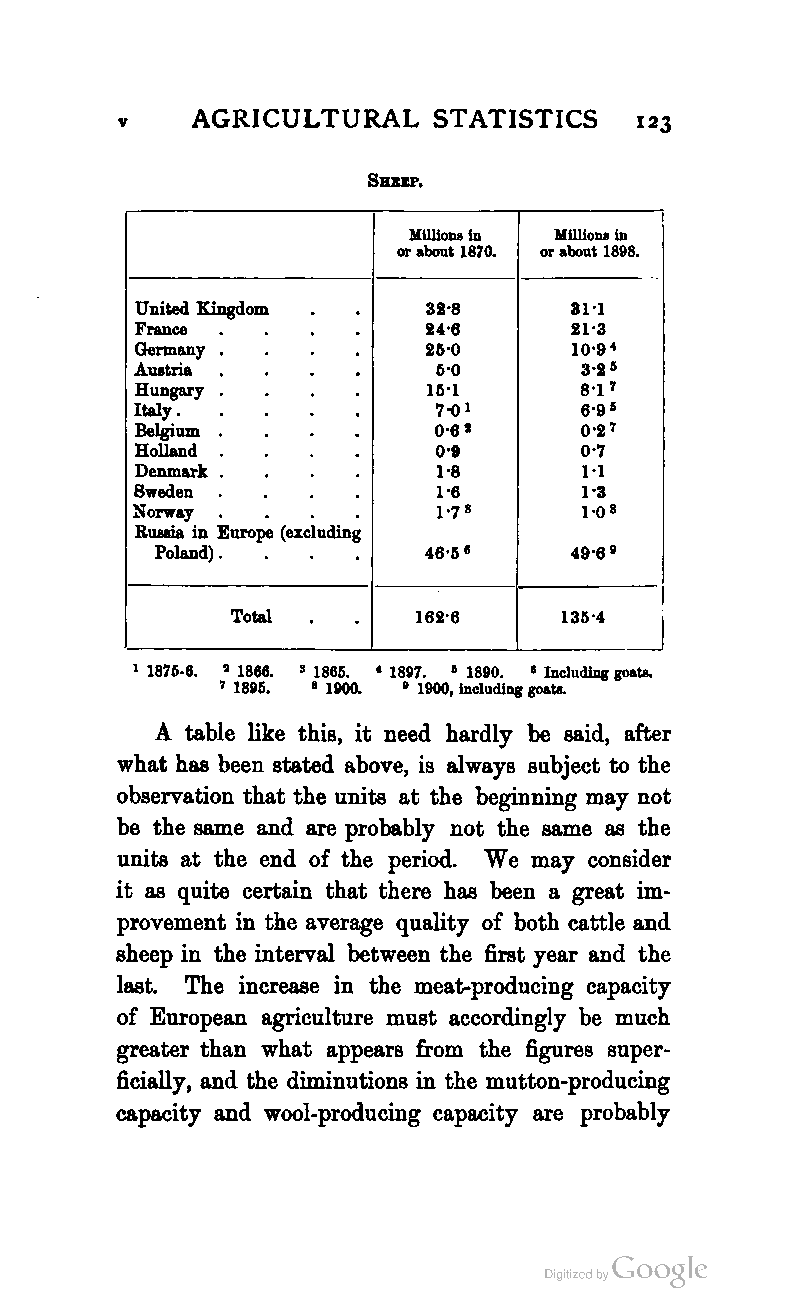 v AGRICULTURAL STATISTICS 123
SHEEP.
Millions in or about 1870. Millions in or about 1898.
United Kingdom . . 32·8 31·1
France . . . . 24·6 21·3
Germany . . . . 25·0 10·9 ⁴
Austria . . . . 5·0 3·2 ⁵
Hungary . . . . 15·1 8·1 ⁷
Italy . . . . . 7·0 ¹ 6·9 ⁵
Belgium . . . . 0·6 ² 0·2 ⁷
Holland . . . . 0·9 0·7
Denmark . . . . 1·8 1·1
Sweden . . . . 1·6 1·3
Norway . . . . 1·7 ³ 1·0 ⁸
Russia in Europe (excluding
Poland) . . . . 46·5 ⁶ 49·6 ⁹
Total . . 162·6 135·4
¹ 1875-6. ² 1866. ³ 1865. ⁴ 1897. ⁵ 1890. ⁶ Including goats.
⁷ 1895. ⁸ 1900. ⁹ 1900, including goats.
A table like this, it need hardly be said, after
what has been stated above, is always subject to the
observation that the units at the beginning may not
be the same and are probably not the same as the
units at the end of the period. We may consider
it as quite certain that there has been a great im-
provement in the average quality of both cattle and
sheep in the interval between the first year and the
last. The increase in the meat-producing capacity
of European agriculture must accordingly be much
greater than what appears from the figures super-
ficially, and the diminutions in the mutton-producing
capacity and wool-producing capacity are probably
Digitized by Google